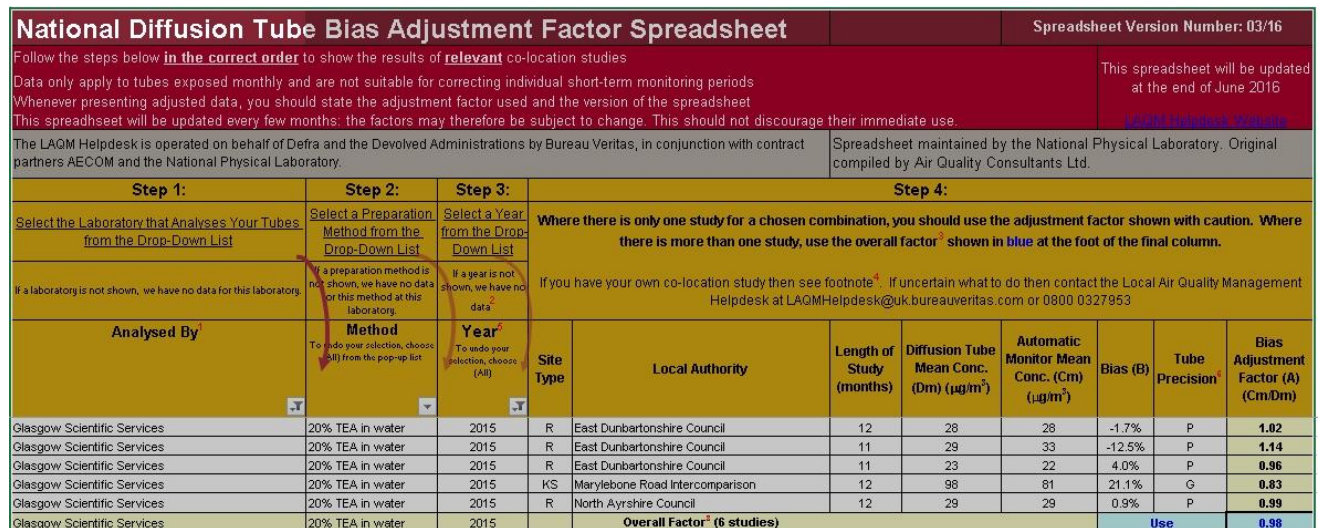 National Diffusion Tube Bias Adjustment Factor Spreadsheet
Spreadsheet Version Number: 03/16
Follow the steps below in the correct order to show the results of relevant co-location studies
Data only apply to tubes exposed monthly and are not suitable for correcting individual short-term monitoring periods
Whenever presenting adjusted data, you should state the adjustment factor used and the version of the spreadsheet
This spreadhseet will be updated every few months: the factors may therefore be subject to change. This should not discourage their immediate use.
This spreadsheet will be updated
at the end of June 2016
LAQM Helpdesk Website
The LAQM Helpdesk is operated on behalf of Defra and the Devolved Administrations by Bureau Veritas, in conjunction with contract
partners AECOM and the National Physical Laboratory.
Spreadsheet maintained by the National Physical Laboratory. Original
compiled by Air Quality Consultants Ltd.
Step 1:
Step 2:
Step 3:
Step 4:
Select the Laboratory that Analyses Your Tubes
from the Drop-Down List
Select a Preparation
Method from the
Drop-Down List
Select a Year
from the Drop-
Down List
Where there is only one study for a chosen combination, you should use the adjustment factor shown with caution. Where
there is more than one study, use the overall factor3 shown in blue at the foot of the final column.
If a laboratory is not shown, we have no data for this laboratory.
If a preparation method is
not shown, we have no data
for this method at this
laboratory.
If a year is not
shown, we have no
data2
If you have your own co-location study then see footnote4. If uncertain what to do then contact the Local Air Quality Management
Helpdesk at LAQMHelpdesk@uk.bureauveritas.com or 0800 0327953
Analysed By1
Method
To undo your selection, choose
(All) from the pop-up list
Year5
To undo your
selection, choose
(All)
Site
Type
Local Authority
Length of
Study
(months)
Diffusion Tube
Mean Conc.
(Dm) (µg/m3)
Automatic
Monitor Mean
Conc. (Cm)
(µg/m3)
Bias (B)
Tube
Precision6
Bias
Adjustment
Factor (A)
(Cm/Dm)
Glasgow Scientific Services 20% TEA in water 2015 R East Dunbartonshire Council 12 28 28 -1.7% P 1.02
Glasgow Scientific Services 20% TEA in water 2015 R East Dunbartonshire Council 11 29 33 -12.5% P 1.14
Glasgow Scientific Services 20% TEA in water 2015 R East Dunbartonshire Council 11 23 22 4.0% P 0.96
Glasgow Scientific Services 20% TEA in water 2015 KS Marylebone Road Intercomparison 12 98 81 21.1% G 0.83
Glasgow Scientific Services 20% TEA in water 2015 R North Ayrshire Council 12 29 29 0.9% P 0.99
Glasgow Scientific Services 20% TEA in water 2015 Overall Factor3 (6 studies) Use 0.98